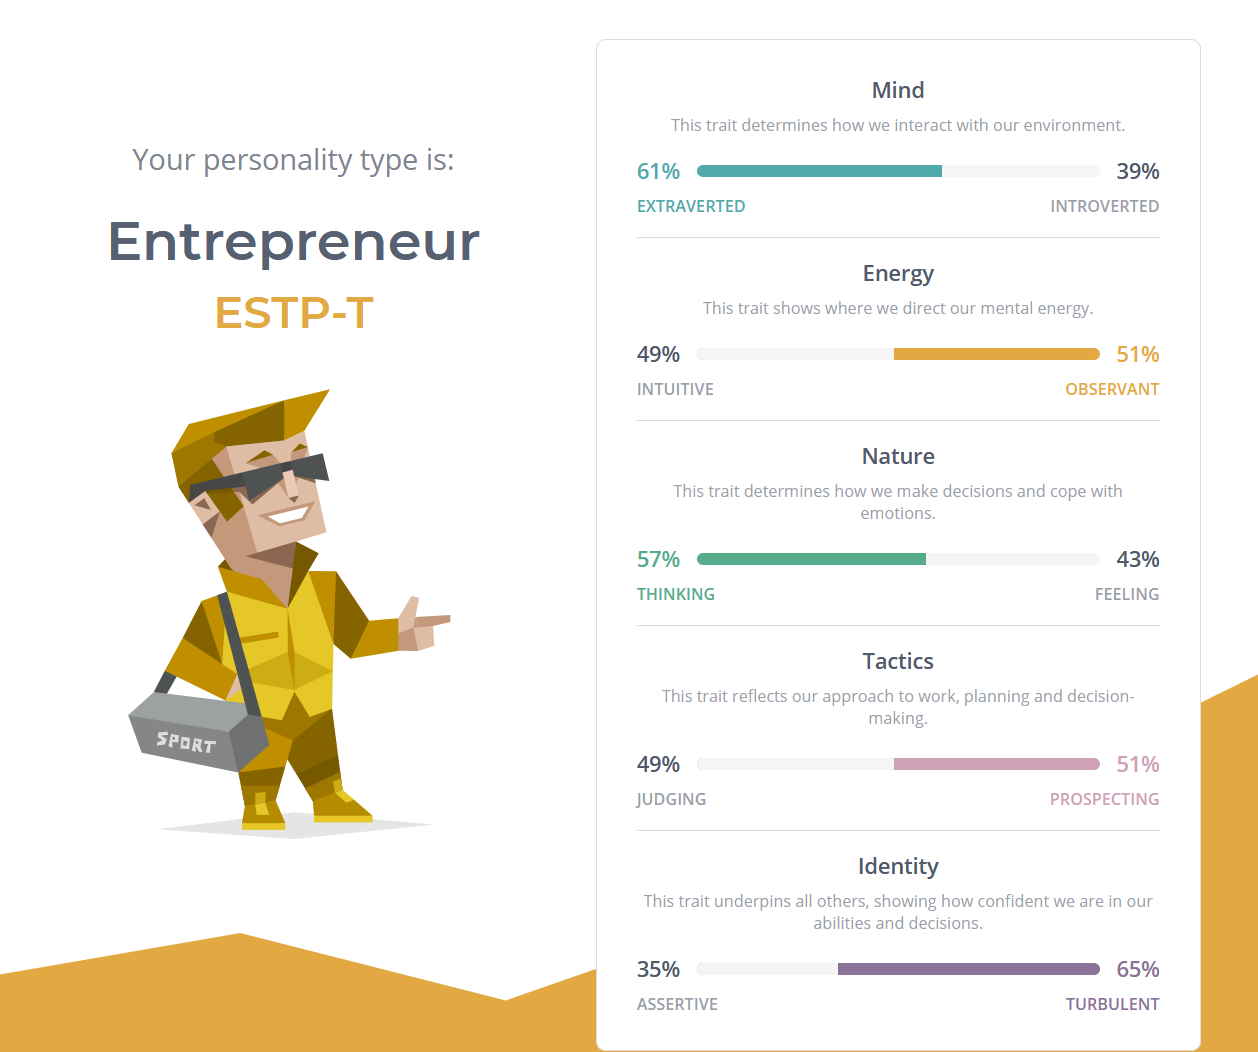 Your personality type is:
Entrepreneur
ESTP-T
SPORT
Mind
This trait determines how we interact with our environment.
61% 39%
EXTRAVERTED INTROVERTED
Energy
This trait shows where we direct our mental energy.
49% 51%
INTUITIVE OBSERVANT
Nature
This trait determines how we make decisions and cope with
emotions.
57% 43%
THINKING FEELING
Tactics
This trait reflects our approach to work, planning and decision-
making.
49% 51%
JUDGING PROSPECTING
Identity
This trait underpins all others, showing how confident we are in our
abilities and decisions.
35% 65%
ASSERTIVE TURBULENT